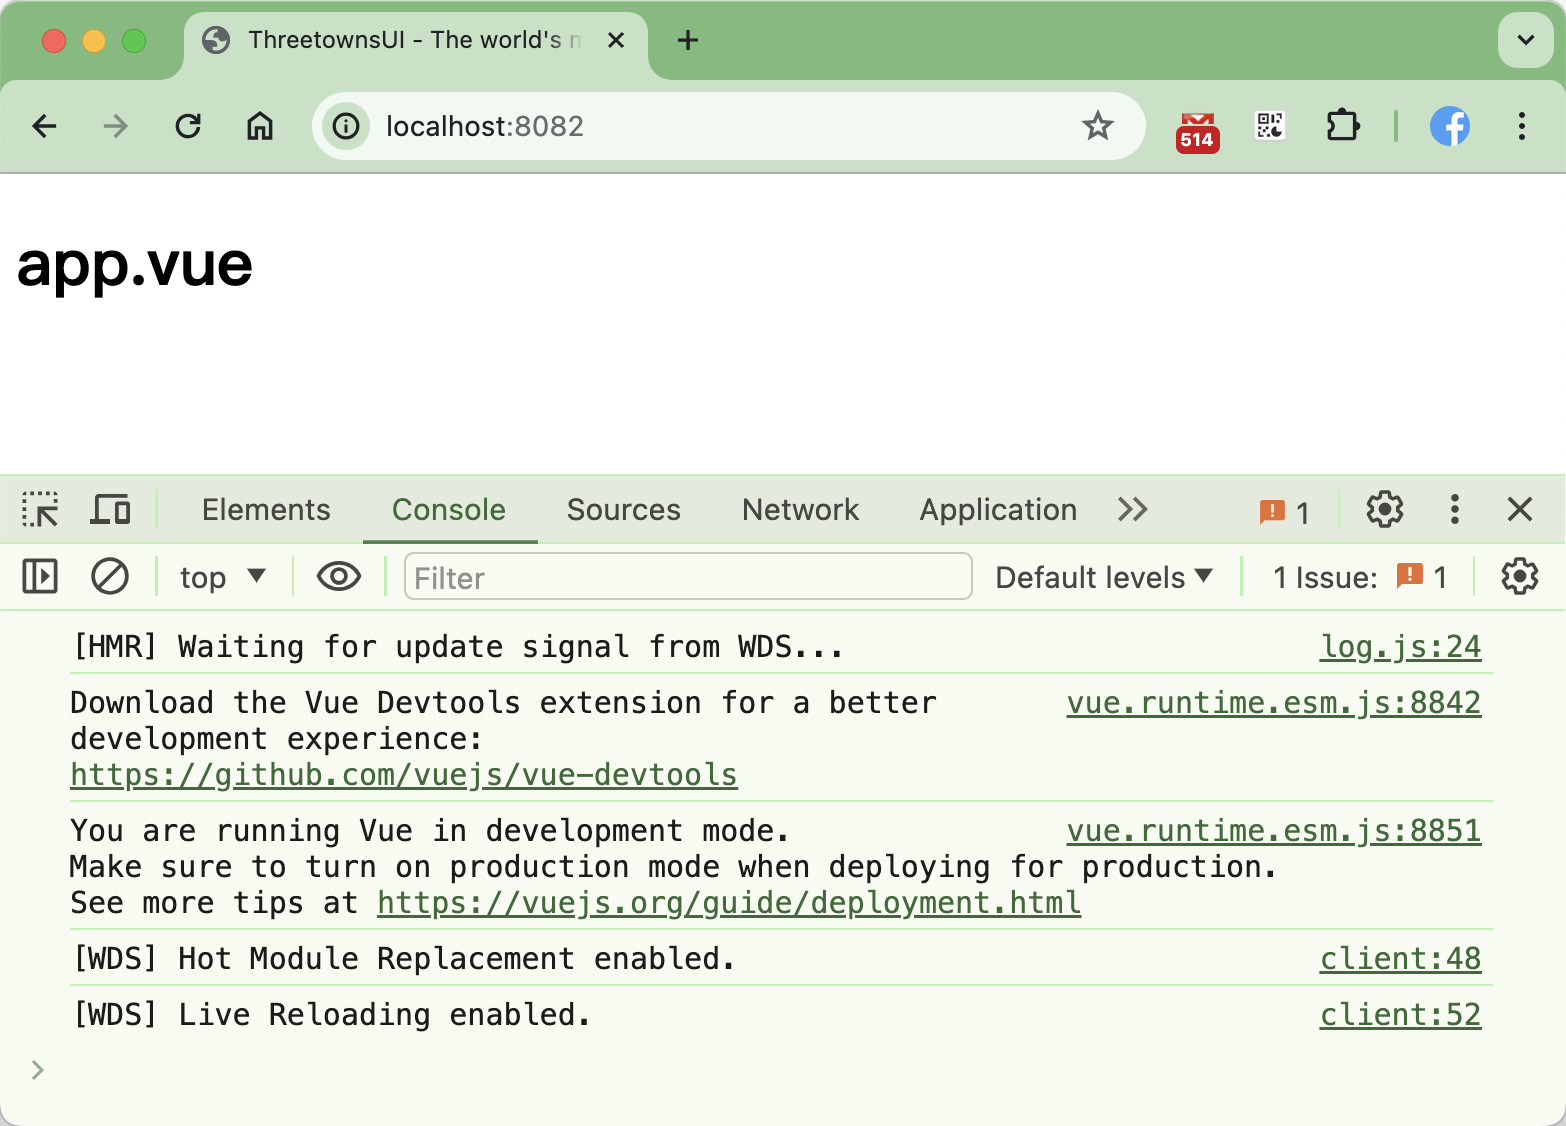 ThreetownsUI - The world's
localhost:8082
514
app.vue
Elements Console Sources Network Application 1
top Filter Default levels 1 Issue: 1
[HMR] Waiting for update signal from WDS... log.js:24
Download the Vue Devtools extension for a better vue.runtime.esm.js:8842
development experience:
https://github.com/vuejs/vue-devtools
You are running Vue in development mode. vue.runtime.esm.js:8851
Make sure to turn on production mode when deploying for production.
See more tips at https://vuejs.org/guide/deployment.html
[WDS] Hot Module Replacement enabled. client:48
[WDS] Live Reloading enabled. client:52